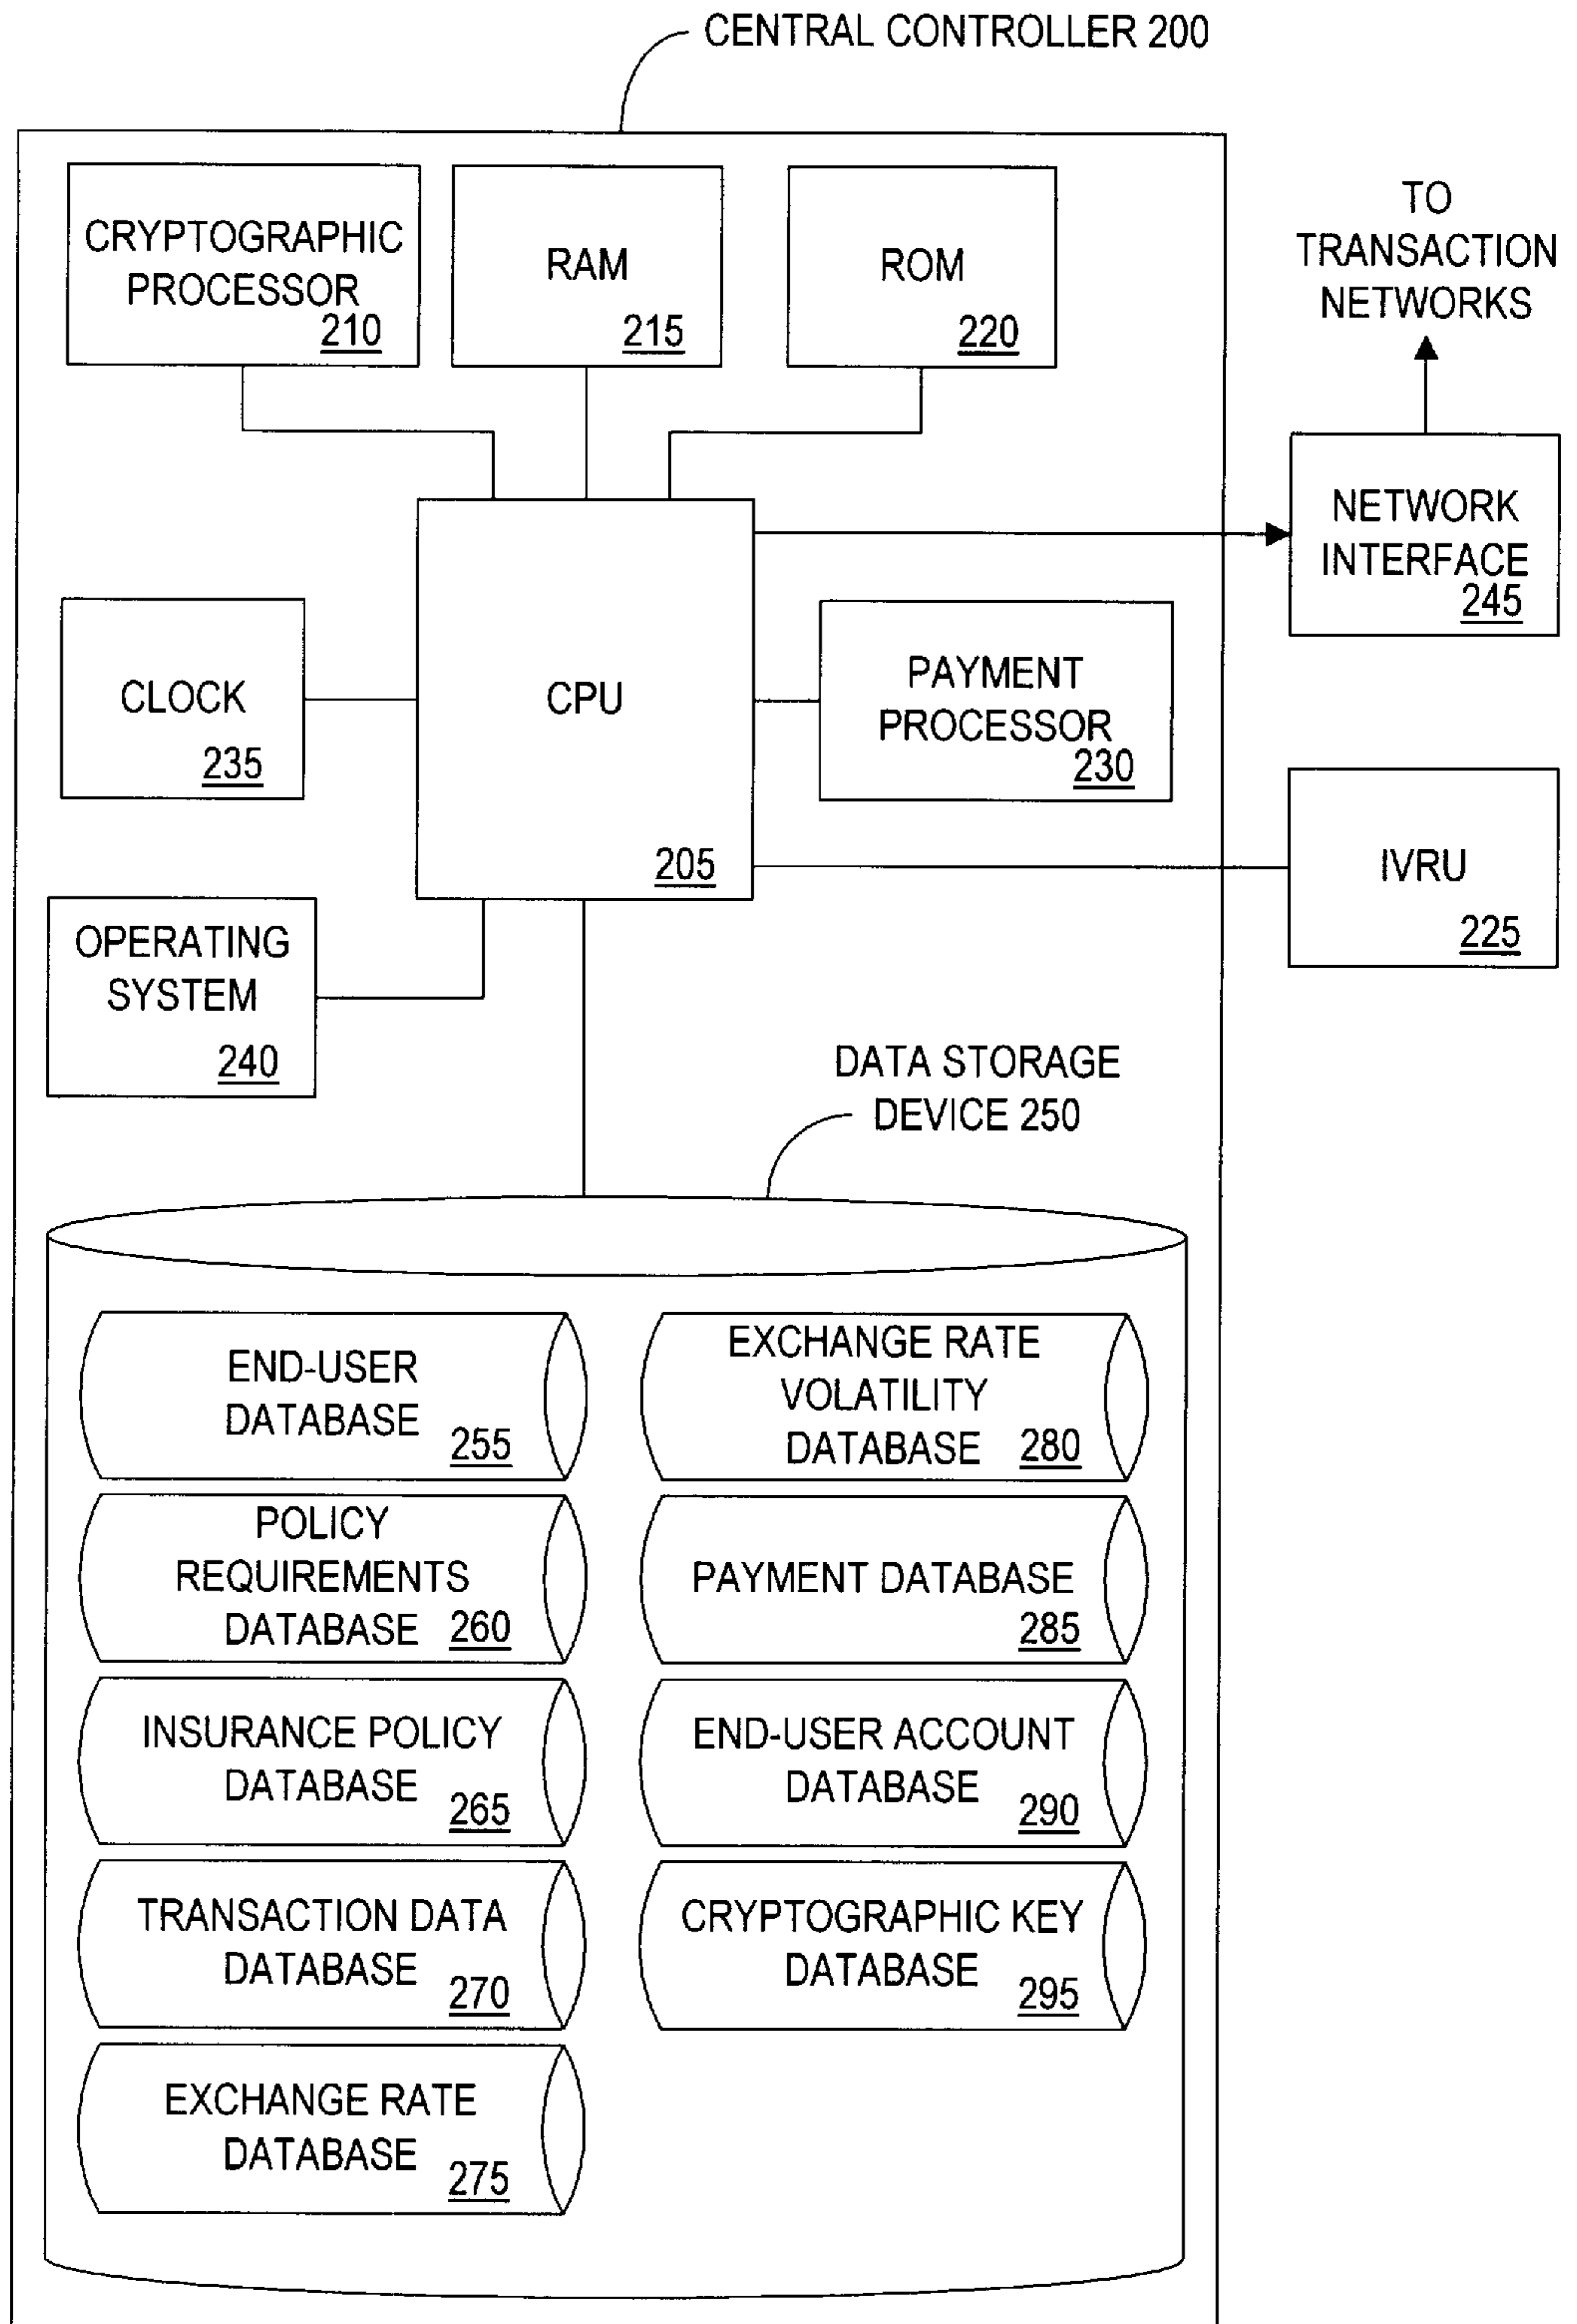 CENTRAL CONTROLLER 200
CRYPTOGRAPHIC
PROCESSOR
210
RAM
215
ROM
220
TO
TRANSACTION
NETWORKS
NETWORK
INTERFACE
245
CLOCK
235
CPU
205
PAYMENT
PROCESSOR
230
IVRU
225
OPERATING
SYSTEM
240
DATA STORAGE
DEVICE 250
END-USER
DATABASE 255
EXCHANGE RATE
VOLATILITY
DATABASE 280
POLICY
REQUIREMENTS
DATABASE 260
PAYMENT DATABASE
285
INSURANCE POLICY
DATABASE 265
END-USER ACCOUNT
DATABASE 290
TRANSACTION DATA
DATABASE 270
CRYPTOGRAPHIC KEY
DATABASE 295
EXCHANGE RATE
DATABASE 275